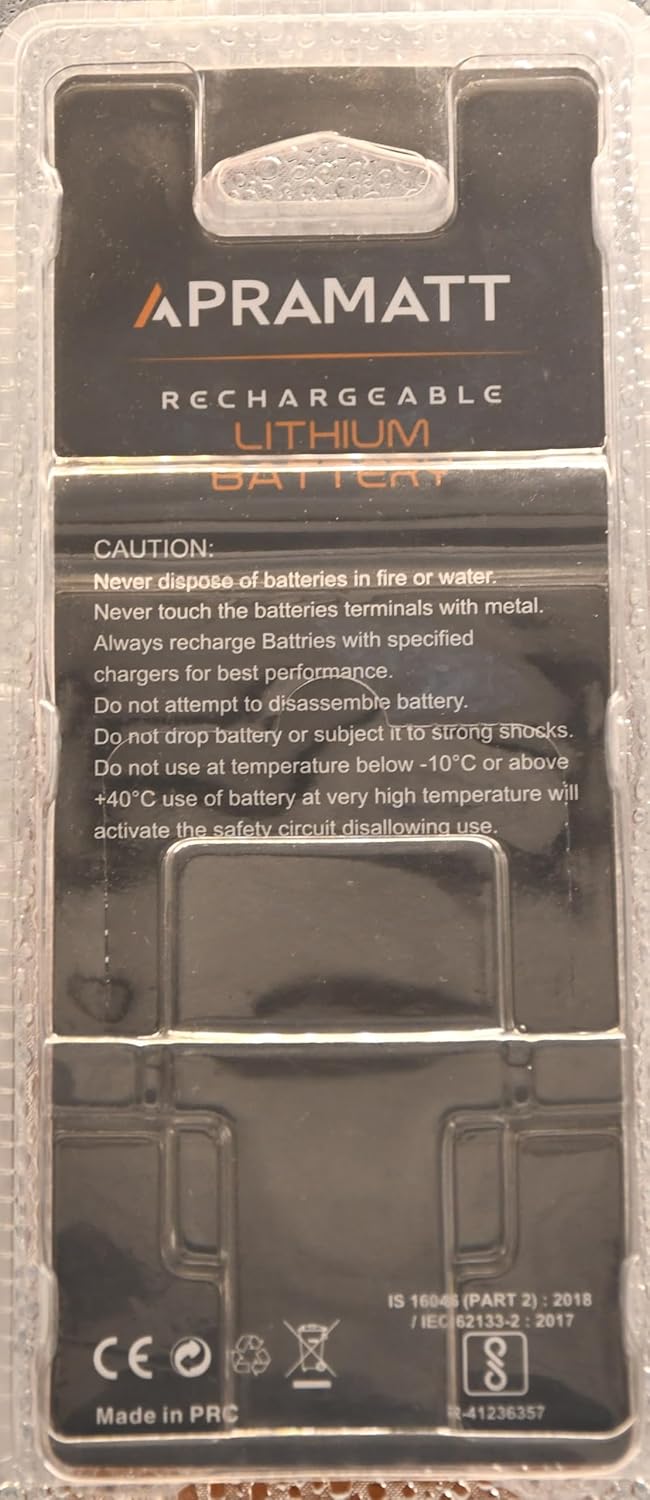 APRAMATT
RECHARGEABLE
LITHIUM
BATTERY
CAUTION:
Never dispose of batteries in fire or water.
Never touch the batteries terminals with metal.
Always recharge Battries with specified
chargers for best performance.
Do not attempt to disassemble battery.
Do not drop battery or subject it to strong shocks.
Do not use at temperature below -10°C or above
+40°C use of battery at very high temperature will
activate the safety circuit disallowing use.
IS 16046 (PART 2) : 2018
/ IEC 62133-2 : 2017
CE
Made in PRC
R-41236357